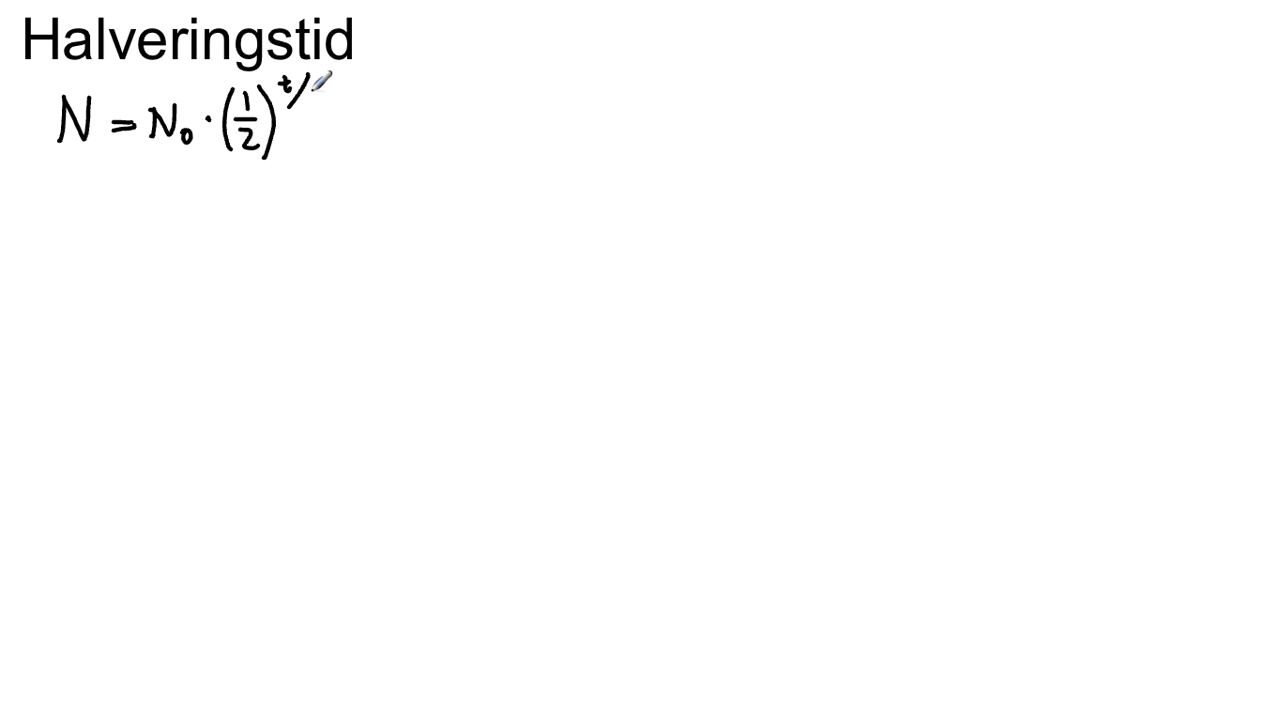 Halveringstid
N = N₀ · (1/2)^t/